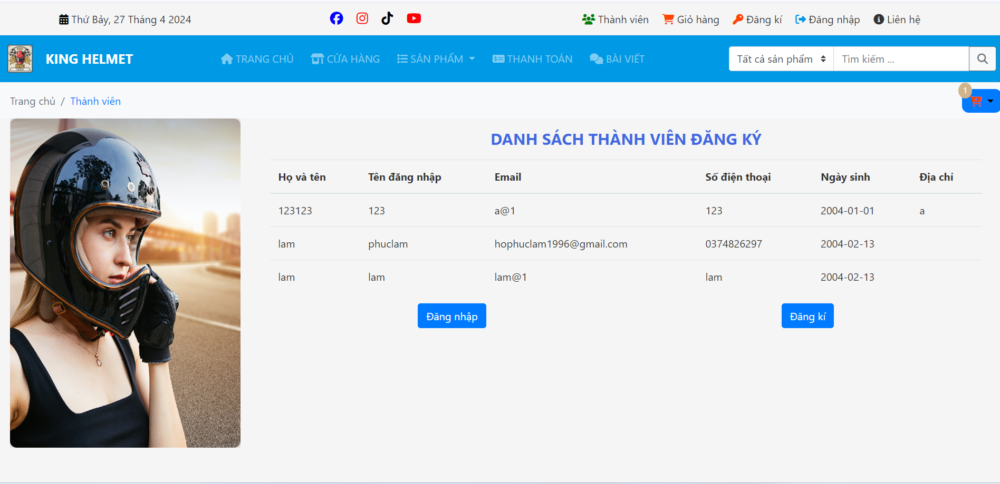 Thứ Bảy, 27 Tháng 4 2024
Thành viên Giỏ hàng Đăng kí Đăng nhập Liên hệ
KING HELMET
TRANG CHỦ CỬA HÀNG SẢN PHẨM THANH TOÁN BÀI VIẾT
Tất cả sản phẩm Tìm kiếm ...
Trang chủ / Thành viên
1
DANH SÁCH THÀNH VIÊN ĐĂNG KÝ
Họ và tên Tên đăng nhập Email Số điện thoại Ngày sinh Địa chỉ
123123 123 a@1 123 2004-01-01 a
lam phuclam hophuclam1996@gmail.com 0374826297 2004-02-13
lam lam lam@1 lam 2004-02-13
Đăng nhập Đăng kí